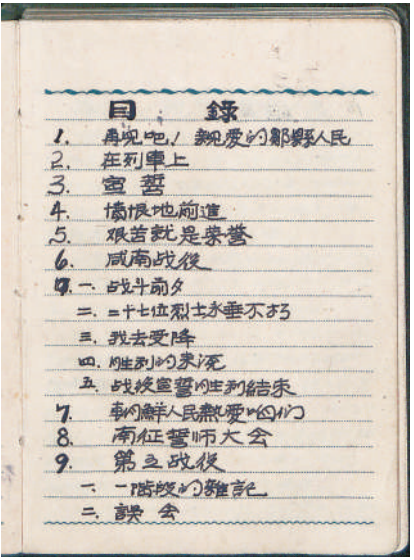 目 錄
1. 再见吧！親爱的鄒縣人民
2. 在列車上
3. 宣誓
4. 憤恨地前進
5. 艰苦就是荣誉
6. 咸南战役
一. 战斗前夕
二. 二十七位烈士永垂不朽
三. 我去受降
四. 胜利的来源
五. 战役宣誓胜利結束
7. 朝鮮人民熱爱咱们
8. 南征誓师大会
9. 第五战役
一. 一階段的雜記
二. 誤会